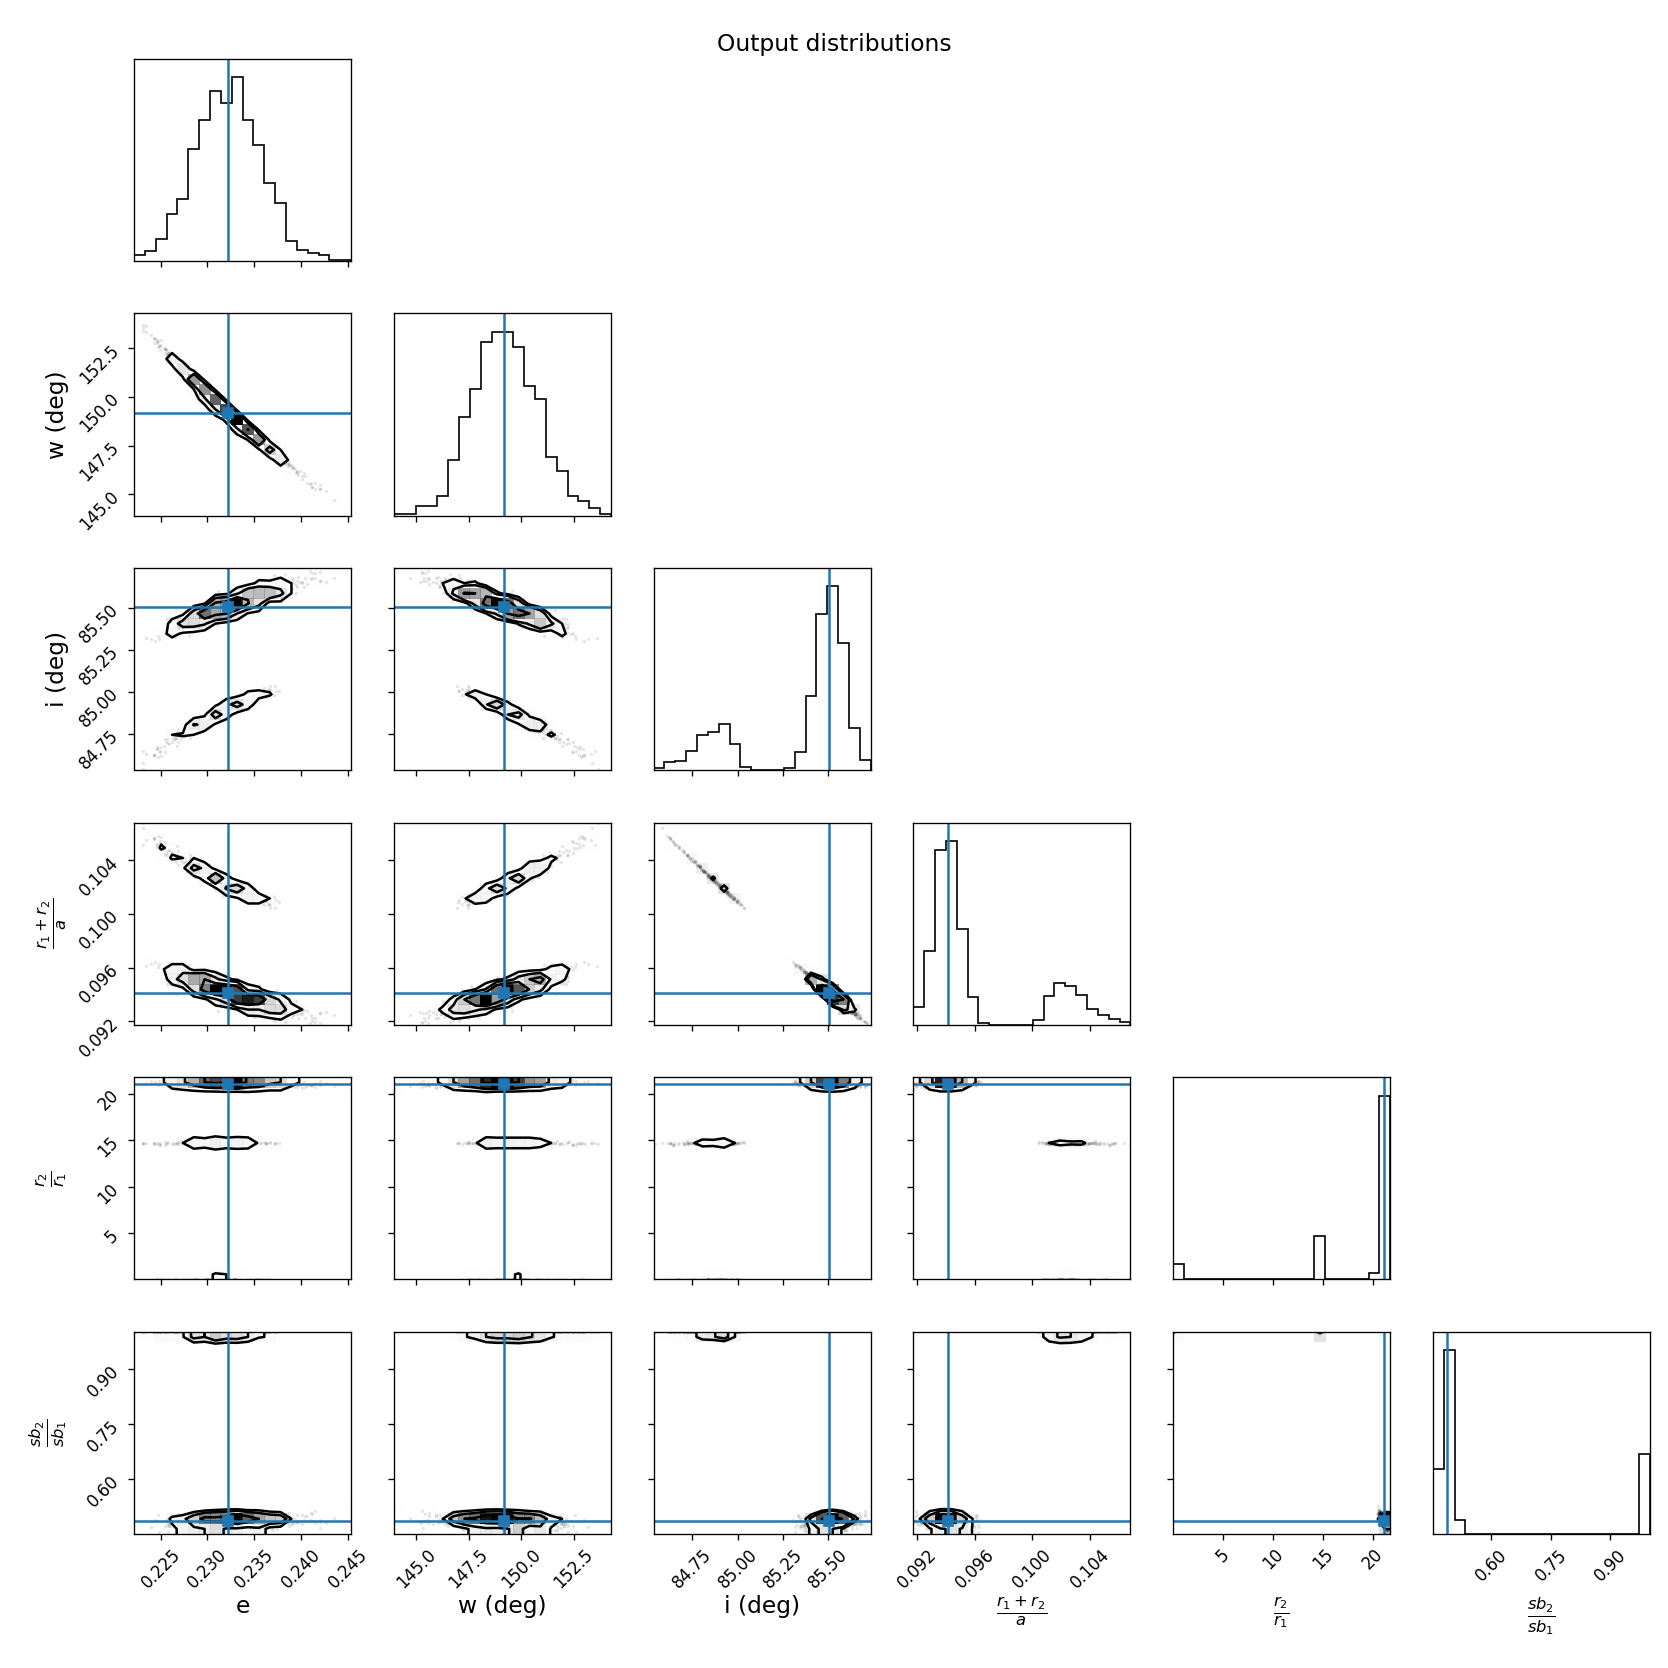 Output distributions
w (deg)
152.5
150.0
147.5
145.0
i (deg)
85.50
85.25
85.00
84.75
r₁ + r₂
a
0.104
0.100
0.096
0.092
r₂
r₁
20
15
10
5
sb₂
sb₁
0.90
0.75
0.60
0.225 0.230 0.235 0.240 0.245 145.0 147.5 150.0 152.5 84.75 85.00 85.25 85.50 0.092 0.096 0.100 0.104 5 10 15 20 0.60 0.75 0.90
e w (deg) i (deg) r₁ + r₂ r₂ sb₂
a r₁ sb₁